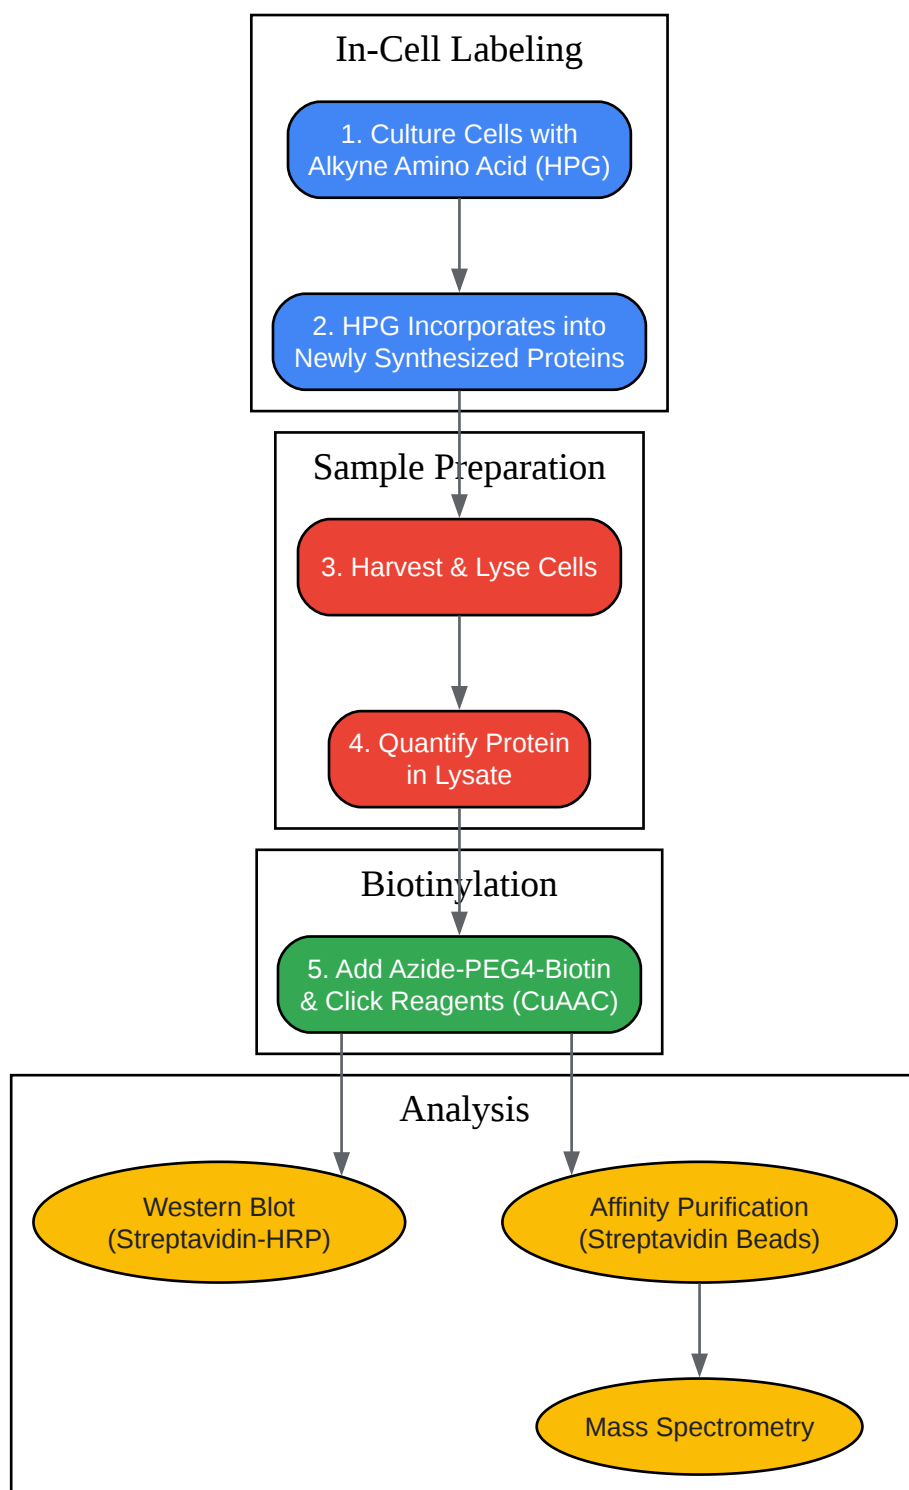 In-Cell Labeling
1. Culture Cells with
Alkyne Amino Acid (HPG)
2. HPG Incorporates into
Newly Synthesized Proteins
Sample Preparation
3. Harvest & Lyse Cells
4. Quantify Protein
in Lysate
Biotinylation
5. Add Azide-PEG4-Biotin
& Click Reagents (CuAAC)
Analysis
Western Blot
(Streptavidin-HRP)
Affinity Purification
(Streptavidin Beads)
Mass Spectrometry